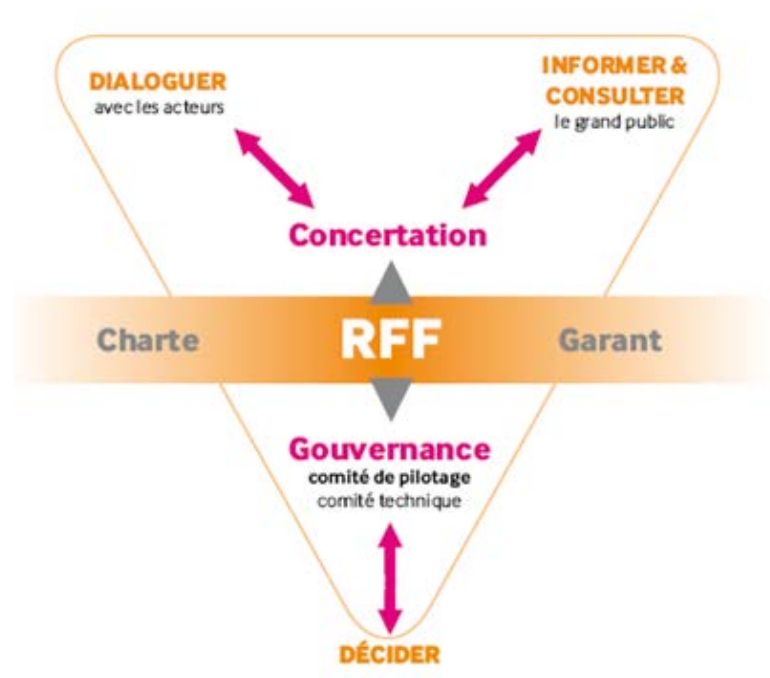 DIALOGUER
avec les acteurs
INFORMER &
CONSULTER
le grand public
Concertation
Charte
RFF
Garant
Gouvernance
comité de pilotage
comité technique
DÉCIDER